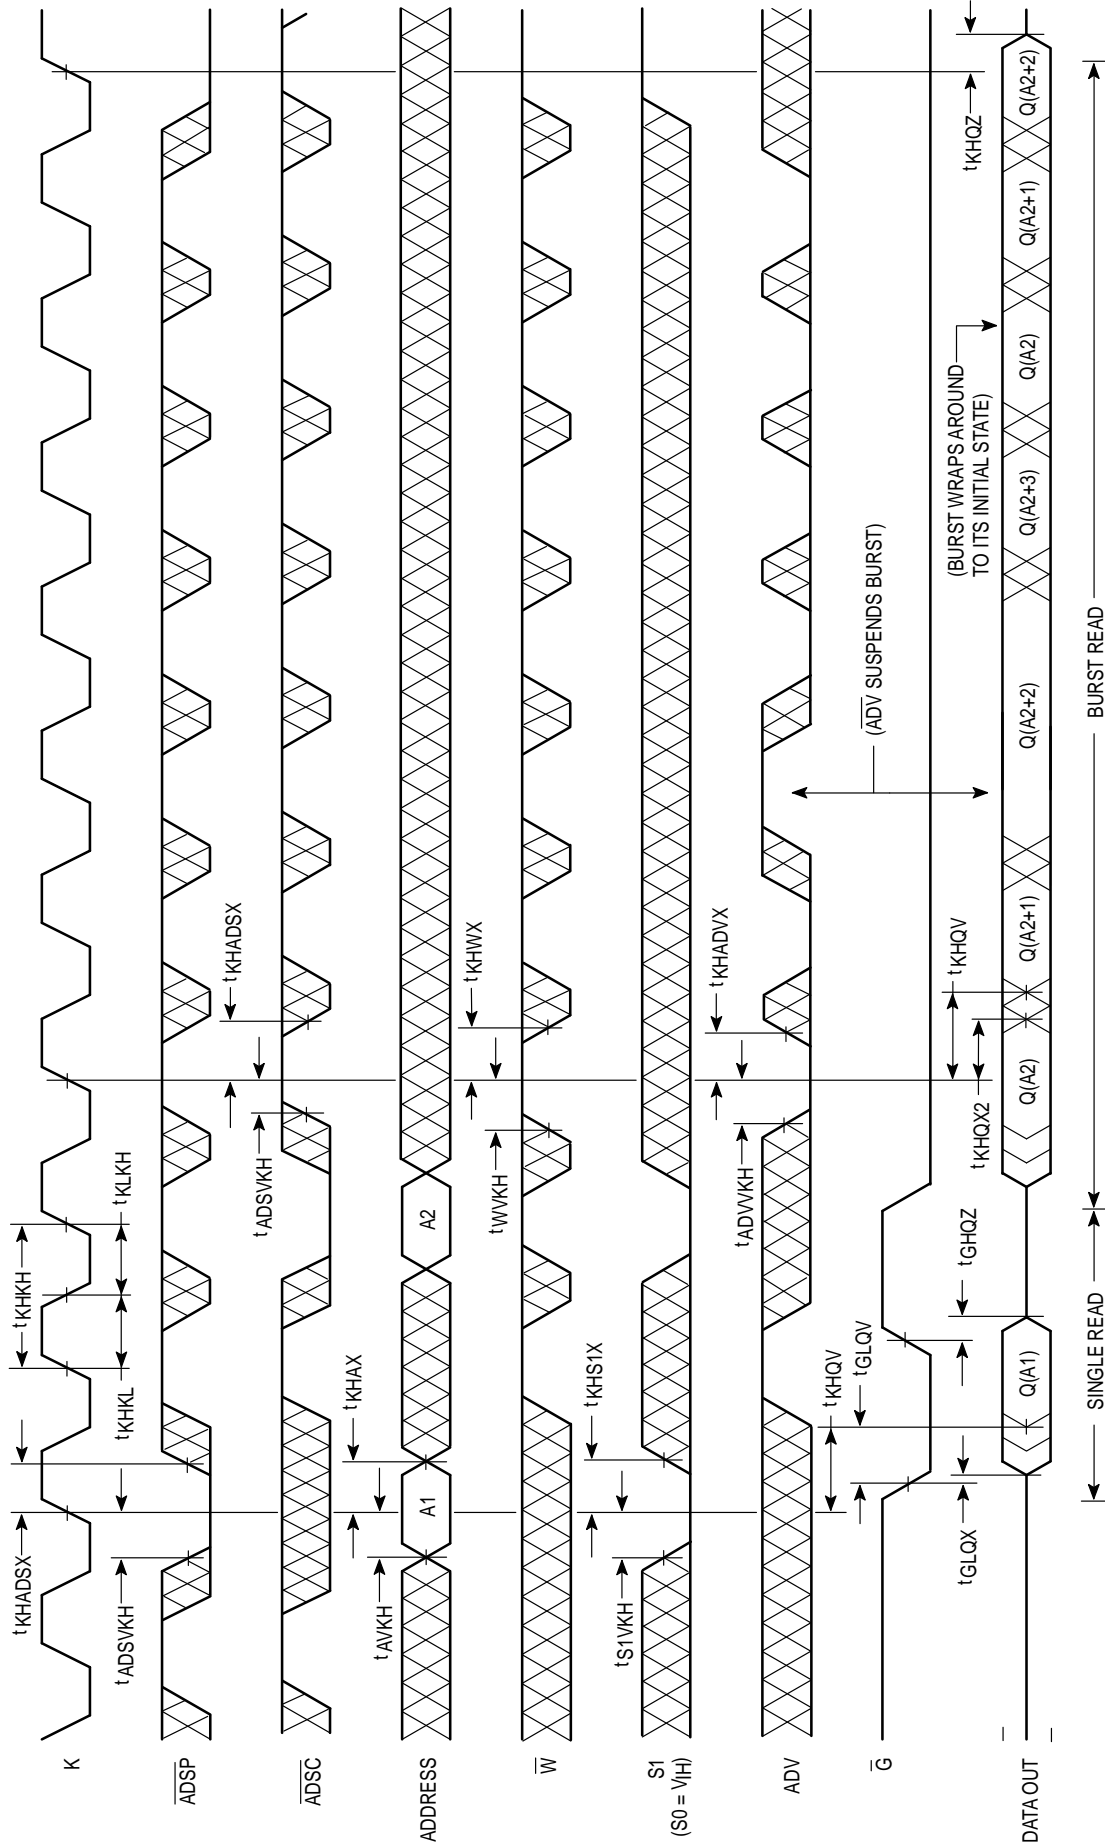 K
ADSP
ADSC
ADDRESS
W
S1
(S0 = VIH)
ADV
G
DATA OUT
tKHADSX
tADSVKH
tKHKH
tKHKL
tKLKH
tADSVKH
tKHADSX
tAVKH
tKHAX
A1
A2
tWVKH
tKHWX
tS1VKH
tKHS1X
tADVVKH
tKHADVX
(ADV SUSPENDS BURST)
tKHQV
tGLQV
tGLQX
tGHQZ
tKHQX2
tKHQV
(BURST WRAPS AROUND
TO ITS INITIAL STATE)
tKHQZ
Q(A1)
Q(A2)
Q(A2+1)
Q(A2+2)
Q(A2+3)
Q(A2)
Q(A2+1)
Q(A2+2)
SINGLE READ
BURST READ